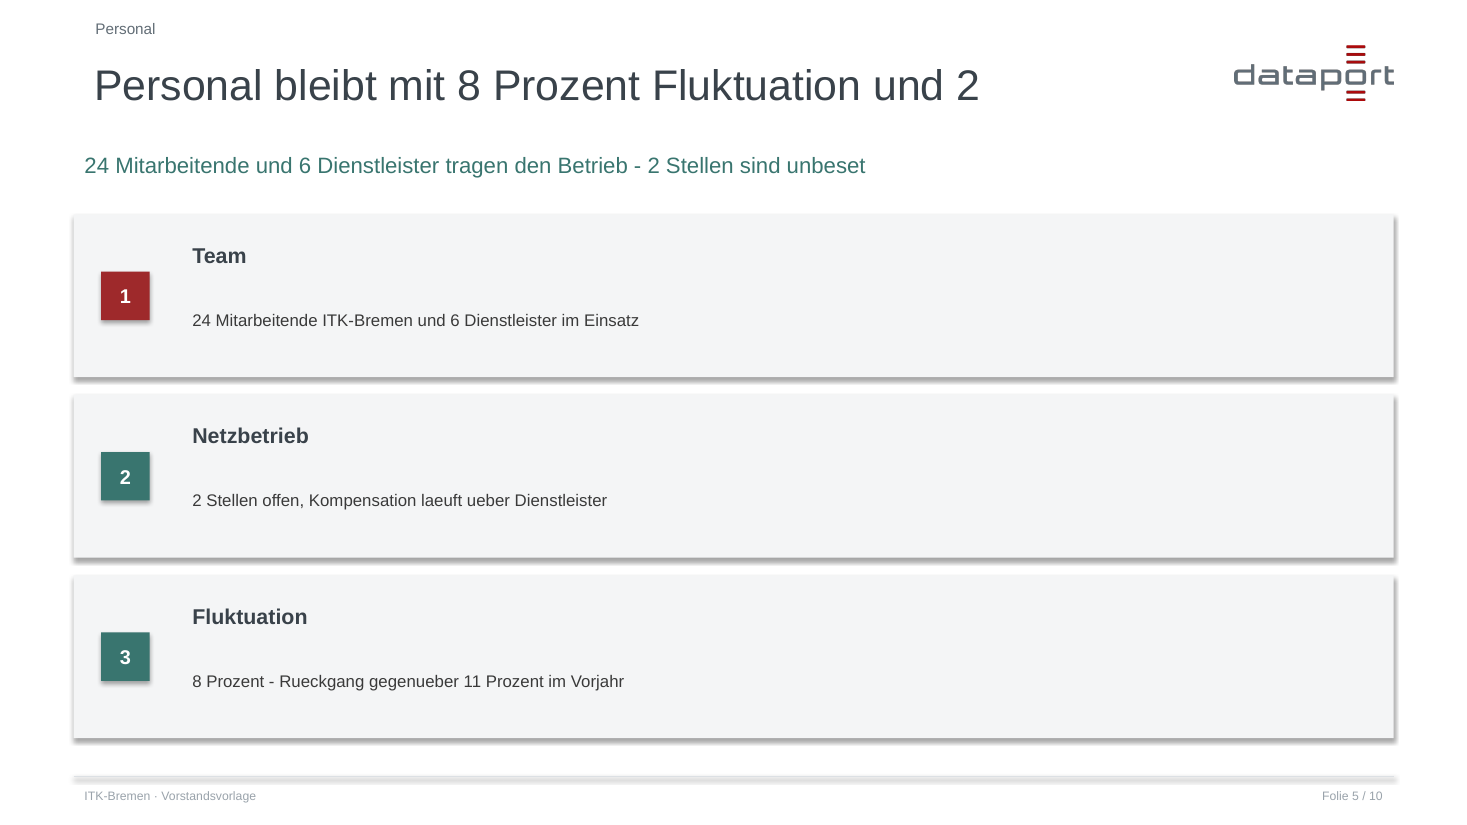 Personal
Personal bleibt mit 8 Prozent Fluktuation und 2
dataport
24 Mitarbeitende und 6 Dienstleister tragen den Betrieb - 2 Stellen sind unbeset
Team
1
24 Mitarbeitende ITK-Bremen und 6 Dienstleister im Einsatz
Netzbetrieb
2
2 Stellen offen, Kompensation laeuft ueber Dienstleister
Fluktuation
3
8 Prozent - Rueckgang gegenueber 11 Prozent im Vorjahr
ITK-Bremen · Vorstandsvorlage
Folie 5 / 10